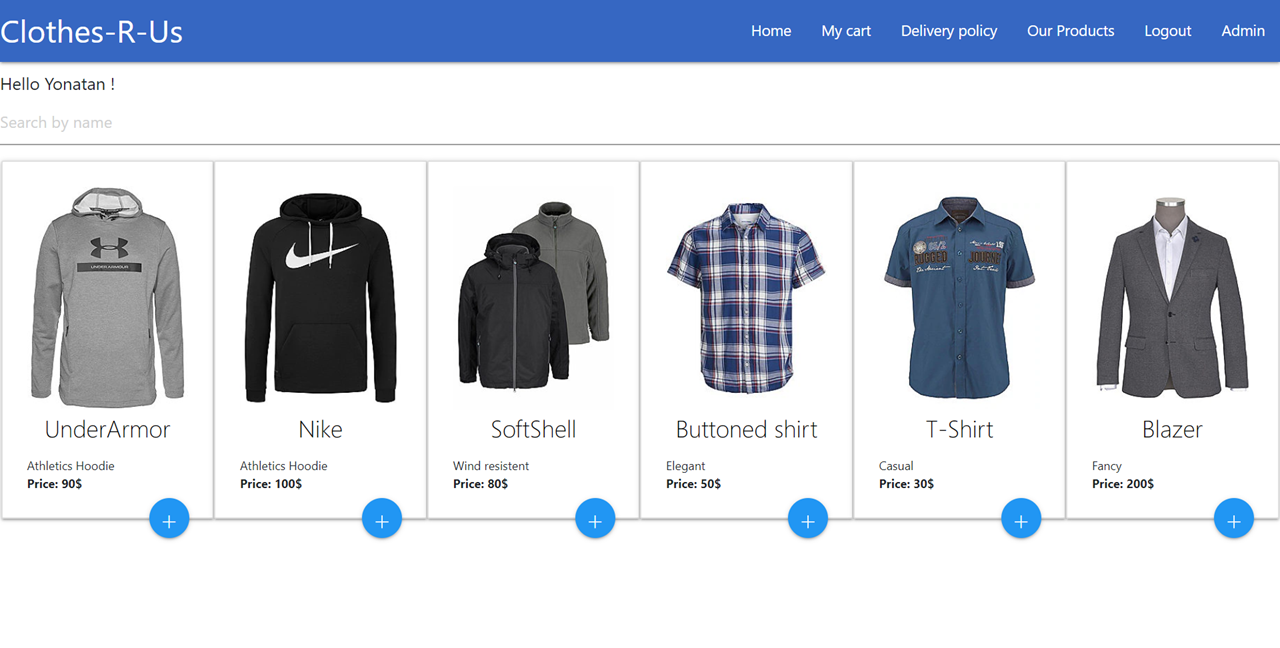 Clothes-R-Us
Home My cart Delivery policy Our Products Logout Admin
Hello Yonatan !
Search by name
UNDER ARMOUR
UnderArmor
Athletics Hoodie
Price: 90$
Nike
Athletics Hoodie
Price: 100$
SoftShell
Wind resistent
Price: 80$
Buttoned shirt
Elegant
Price: 50$
T-Shirt
Casual
Price: 30$
Blazer
Fancy
Price: 200$